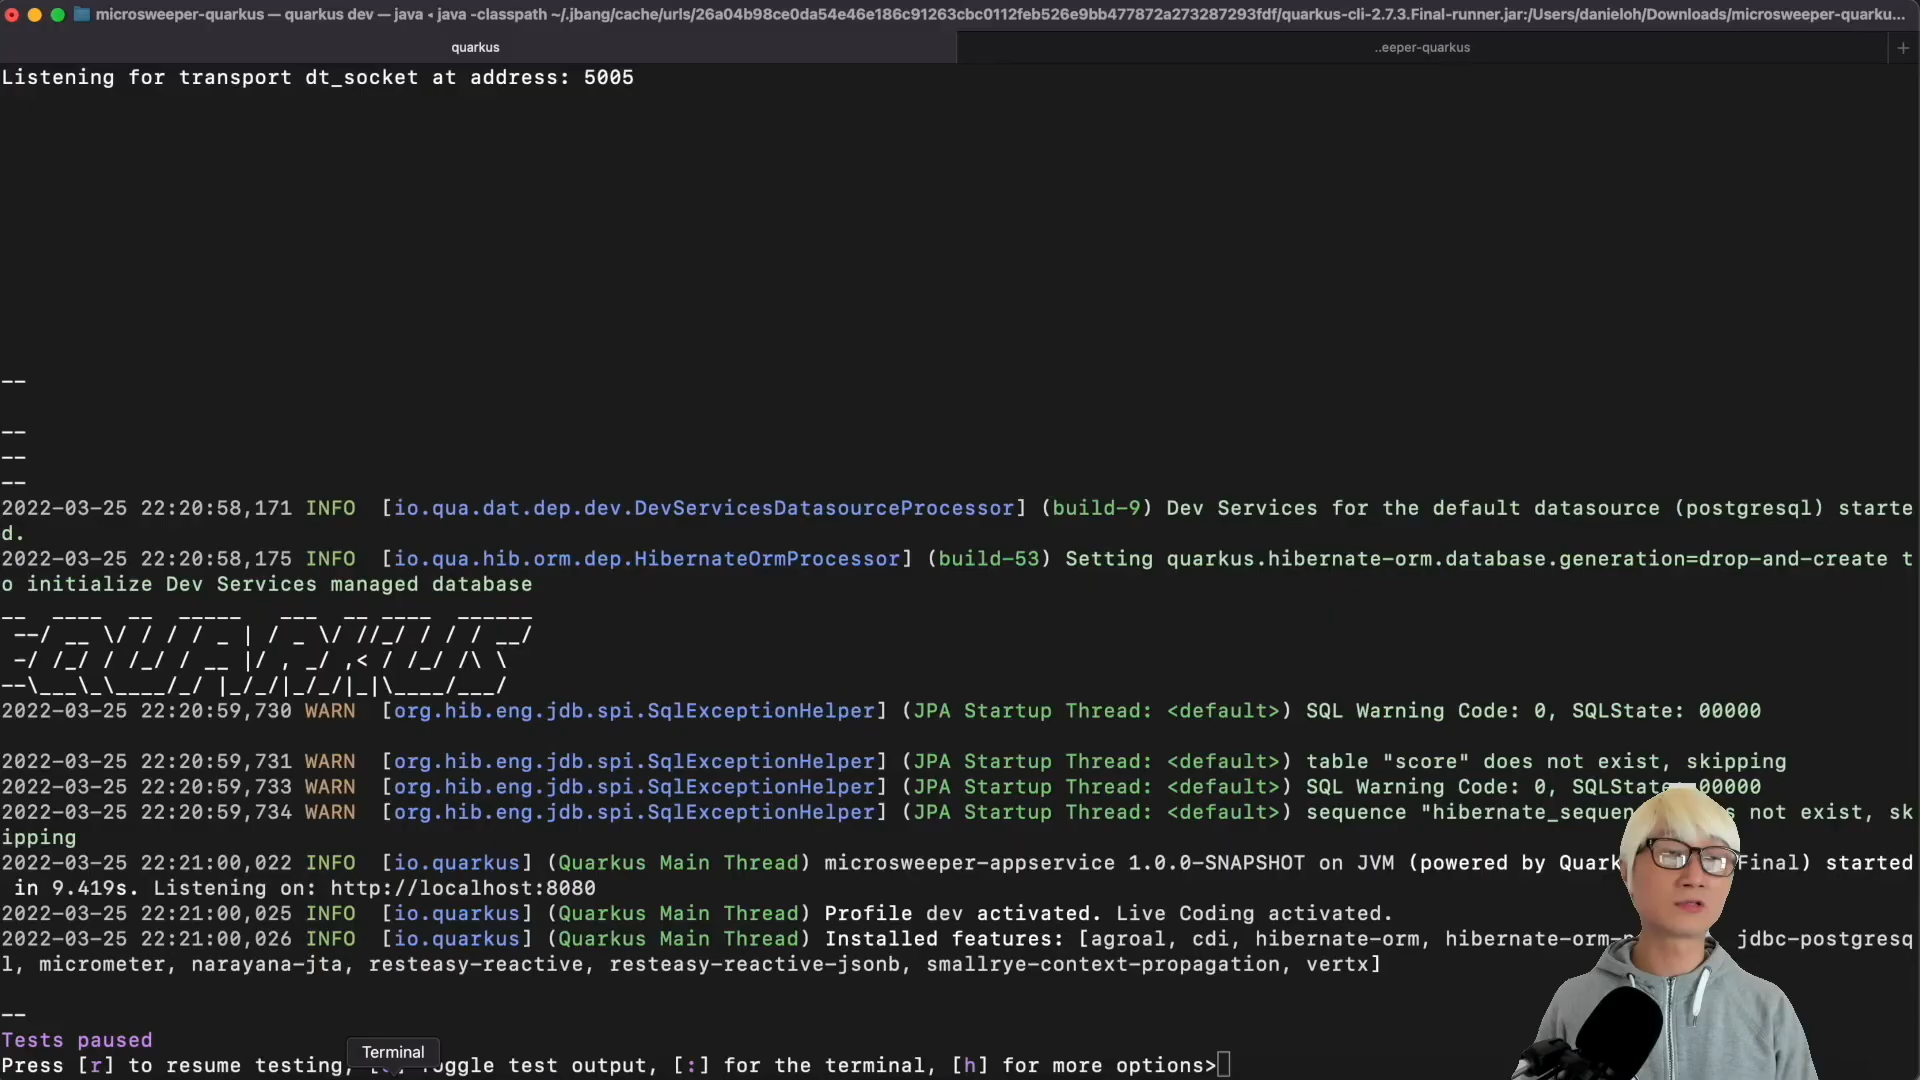 microsweeper-quarkus — quarkus dev — java ◂ java -classpath ~/.jbang/cache/urls/26a04b98ce0da54e46e186c91263cbc0112feb526e9bb477872a273287293fdf/quarkus-cli-2.7.3.Final-runner.jar:/Users/danieloh/Downloads/microsweeper-quarku...
quarkus
..eeper-quarkus
+
Listening for transport dt_socket at address: 5005
--
--
--
--
2022-03-25 22:20:58,171 INFO  [io.qua.dat.dep.dev.DevServicesDatasourceProcessor] (build-9) Dev Services for the default datasource (postgresql) starte
d.
2022-03-25 22:20:58,175 INFO  [io.qua.hib.orm.dep.HibernateOrmProcessor] (build-53) Setting quarkus.hibernate-orm.database.generation=drop-and-create t
o initialize Dev Services managed database
__  ____  __  _____   ___  __ ____  ______
 --/ __ \/ / / / _ | / _ \/ //_/ / / / __/
 -/ /_/ / /_/ / __ |/ , _/ ,< / /_/ /\ \
--\___\_\____/_/ |_/_/|_/_/|_|\____/___/
2022-03-25 22:20:59,730 WARN  [org.hib.eng.jdb.spi.SqlExceptionHelper] (JPA Startup Thread: <default>) SQL Warning Code: 0, SQLState: 00000
2022-03-25 22:20:59,731 WARN  [org.hib.eng.jdb.spi.SqlExceptionHelper] (JPA Startup Thread: <default>) table "score" does not exist, skipping
2022-03-25 22:20:59,733 WARN  [org.hib.eng.jdb.spi.SqlExceptionHelper] (JPA Startup Thread: <default>) SQL Warning Code: 0, SQLState 00000
2022-03-25 22:20:59,734 WARN  [org.hib.eng.jdb.spi.SqlExceptionHelper] (JPA Startup Thread: <default>) sequence "hibernate_sequen not exist, sk
ipping
2022-03-25 22:21:00,022 INFO  [io.quarkus] (Quarkus Main Thread) microsweeper-appservice 1.0.0-SNAPSHOT on JVM (powered by Quark Final) started
 in 9.419s. Listening on: http://localhost:8080
2022-03-25 22:21:00,025 INFO  [io.quarkus] (Quarkus Main Thread) Profile dev activated. Live Coding activated.
2022-03-25 22:21:00,026 INFO  [io.quarkus] (Quarkus Main Thread) Installed features: [agroal, cdi, hibernate-orm, hibernate-orm- jdbc-postgresq
l, micrometer, narayana-jta, resteasy-reactive, resteasy-reactive-jsonb, smallrye-context-propagation, vertx]
--
Tests paused
Terminal
Press [r] to resume testing, oggle test output, [:] for the terminal, [h] for more options>